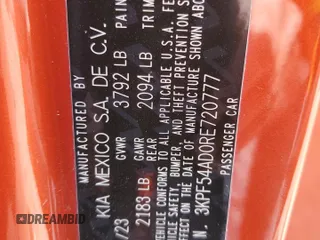 MANUFACTURED BY
KIA MEXICO S.A. DE C.V.
/23 GVWR 3792 LB PAIN
2183 LB GAWR REAR 2094 LB TRIM
VEHICLE CONFORMS TO ALL APPLICABLE U.S.A. FE
SAFETY, BUMPER, AND THEFT PREVENTION S
EFFECT ON THE DATE OF MANUFACTURE SHOWN ABO
N. 3KPF54AD0RE720777
PASSENGER CAR
DREAMBID